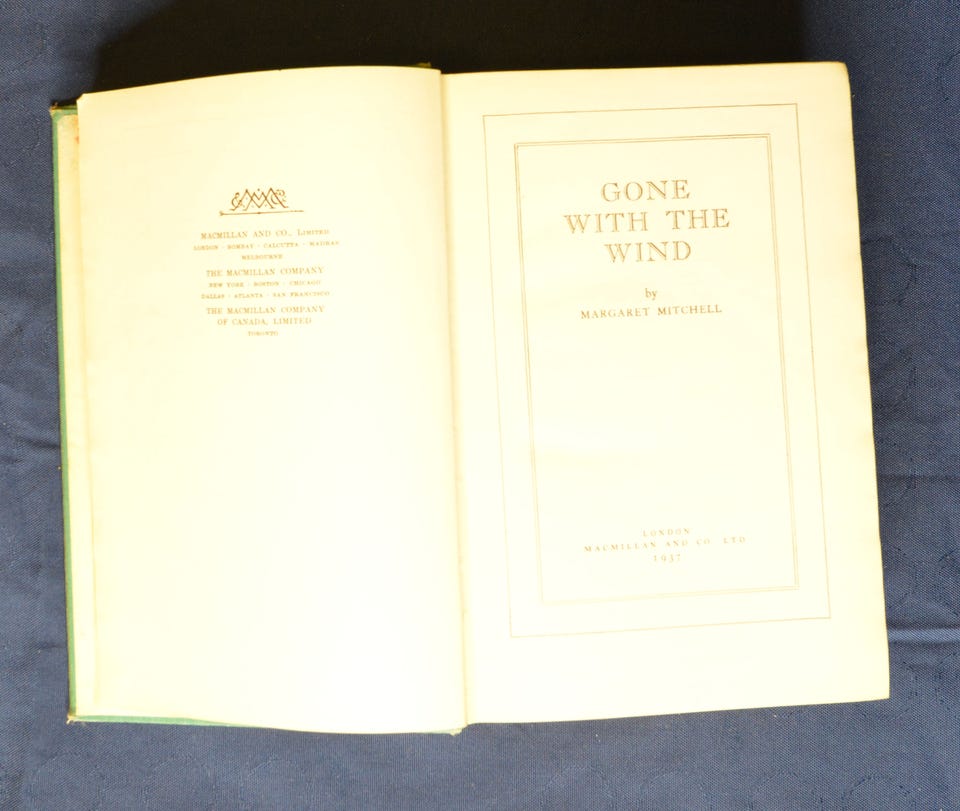 MACMILLAN AND CO., LIMITED
LONDON · BOMBAY · CALCUTTA · MADRAS
MELBOURNE
THE MACMILLAN COMPANY
NEW YORK · BOSTON · CHICAGO
DALLAS · ATLANTA · SAN FRANCISCO
THE MACMILLAN COMPANY
OF CANADA, LIMITED
TORONTO
GONE
WITH THE
WIND
by
MARGARET MITCHELL
LONDON
MACMILLAN AND CO. LTD
1937